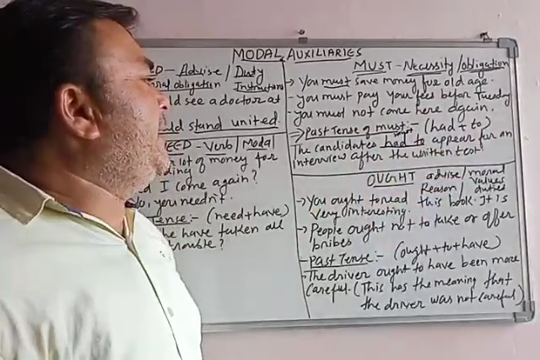 MODAL AUXILIARIES
Advise / Duty
obligation Instructions
see a doctor at
stand united.
NEED - Verb / Modal
lot of money for
I come again?
you needn't.
(need + have)
have taken all
trouble?
MUST - Necessity / obligation
→ You must save money for old age.
you must pay your fees befor Tuesday
you must not come here again.
→ Past Tense of must :- (had + to)
The candidates had to appear for an
interview after the written test.
OUGHT advise / moral values
Reason / duties
→ You ought to read this book. It is
very interesting.
→ People ought not to take or offer
bribes
→ Past Tense :- (ought + to + have)
→ The driver ought to have been more
careful. (This has the meaning that
the driver was not careful)